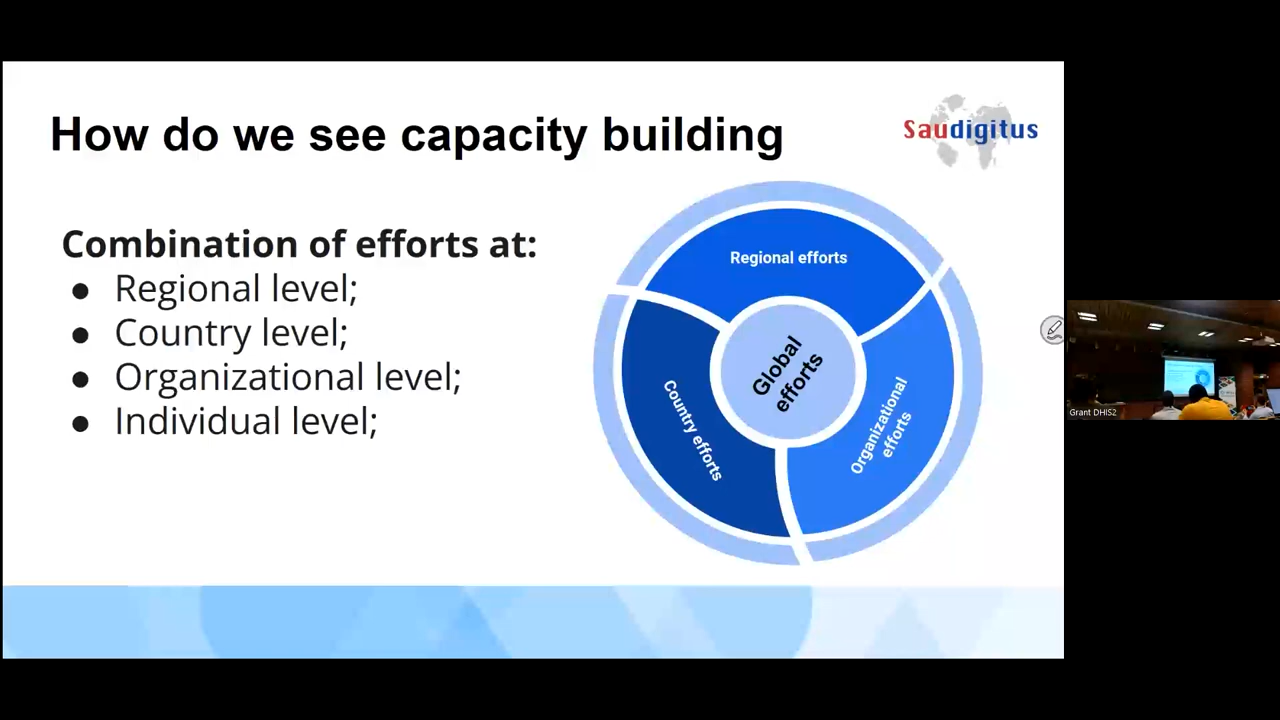 How do we see capacity building
Saudigitus
Combination of efforts at:
● Regional level;
● Country level;
● Organizational level;
● Individual level;
Regional efforts
Global
efforts
Country efforts
Organizational
efforts
Grant DHIS2